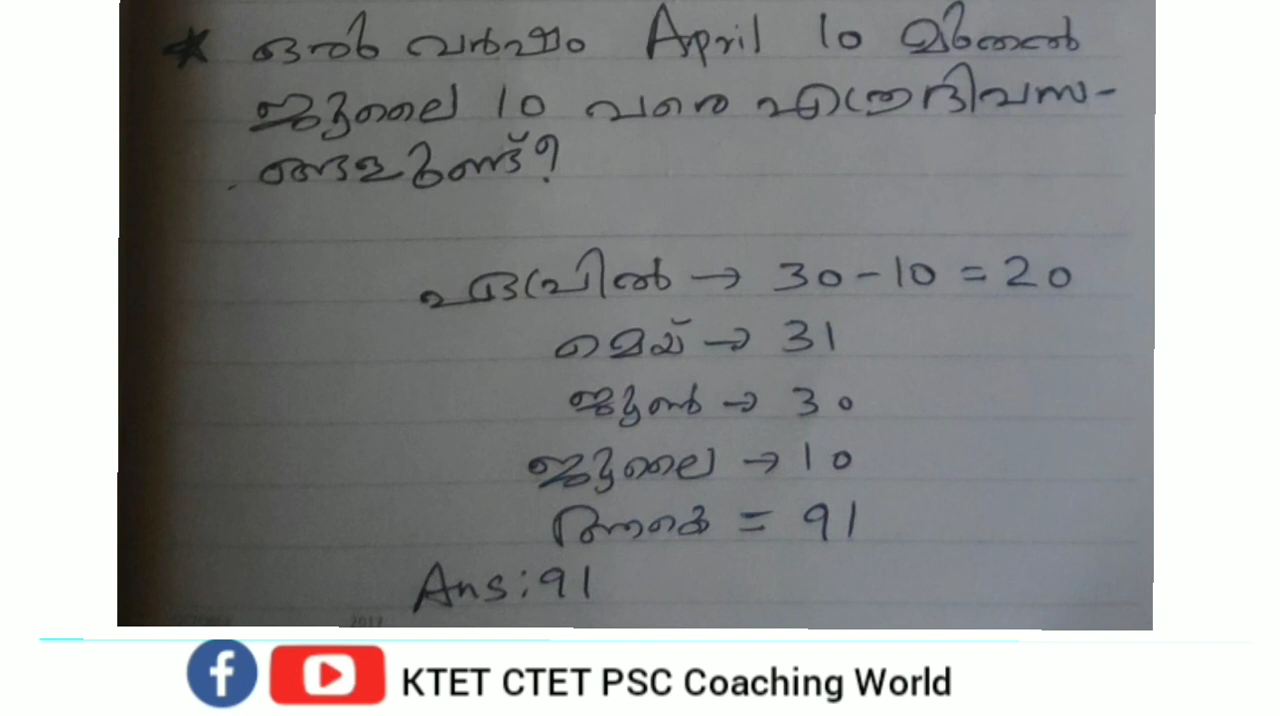 * ഒരു വർഷം April 10 മുതൽ
ജൂലൈ 10 വരെ എത്ര ദിവസ-
ങ്ങളുണ്ട്?
ഏപ്രിൽ → 30-10 = 20
മെയ് → 31
ജൂൺ → 30
ജൂലൈ → 10
ആകെ = 91
Ans: 91
2017
KTET CTET PSC Coaching World